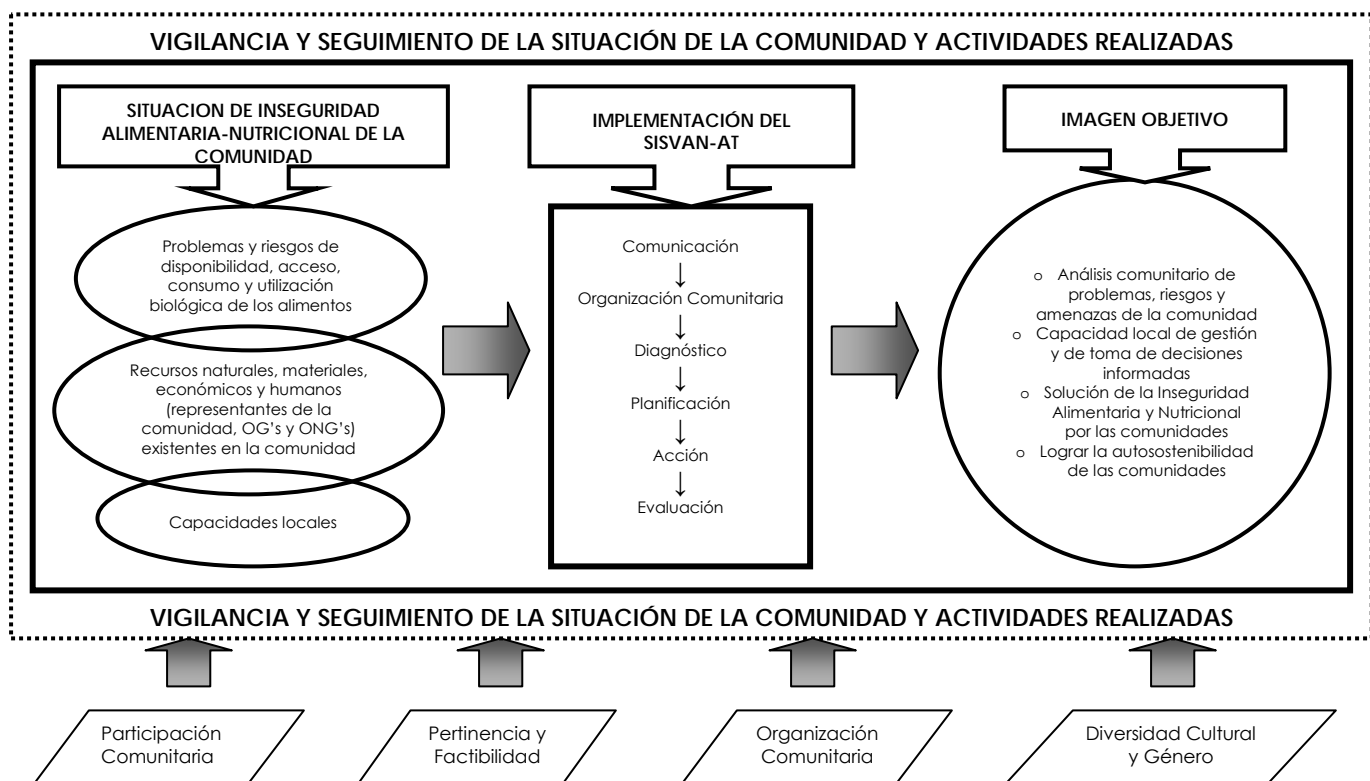 VIGILANCIA Y SEGUIMIENTO DE LA SITUACIÓN DE LA COMUNIDAD Y ACTIVIDADES REALIZADAS
SITUACION DE INSEGURIDAD
ALIMENTARIA-NUTRICIONAL DE LA
COMUNIDAD
Problemas y riesgos de
disponibilidad, acceso,
consumo y utilización
biológica de los alimentos
Recursos naturales, materiales,
económicos y humanos
(representantes de la
comunidad, OG's y ONG's)
existentes en la comunidad
Capacidades locales
IMPLEMENTACIÓN DEL
SISVAN-AT
Comunicación
↓
Organización Comunitaria
↓
Diagnóstico
↓
Planificación
↓
Acción
↓
Evaluación
IMAGEN OBJETIVO
o Análisis comunitario de
problemas, riesgos y
amenazas de la comunidad
o Capacidad local de gestión
y de toma de decisiones
informadas
o Solución de la Inseguridad
Alimentaria y Nutricional
por las comunidades
o Lograr la autosostenibilidad
de las comunidades
VIGILANCIA Y SEGUIMIENTO DE LA SITUACIÓN DE LA COMUNIDAD Y ACTIVIDADES REALIZADAS
Participación
Comunitaria
Pertinencia y
Factibilidad
Organización
Comunitaria
Diversidad Cultural
y Género